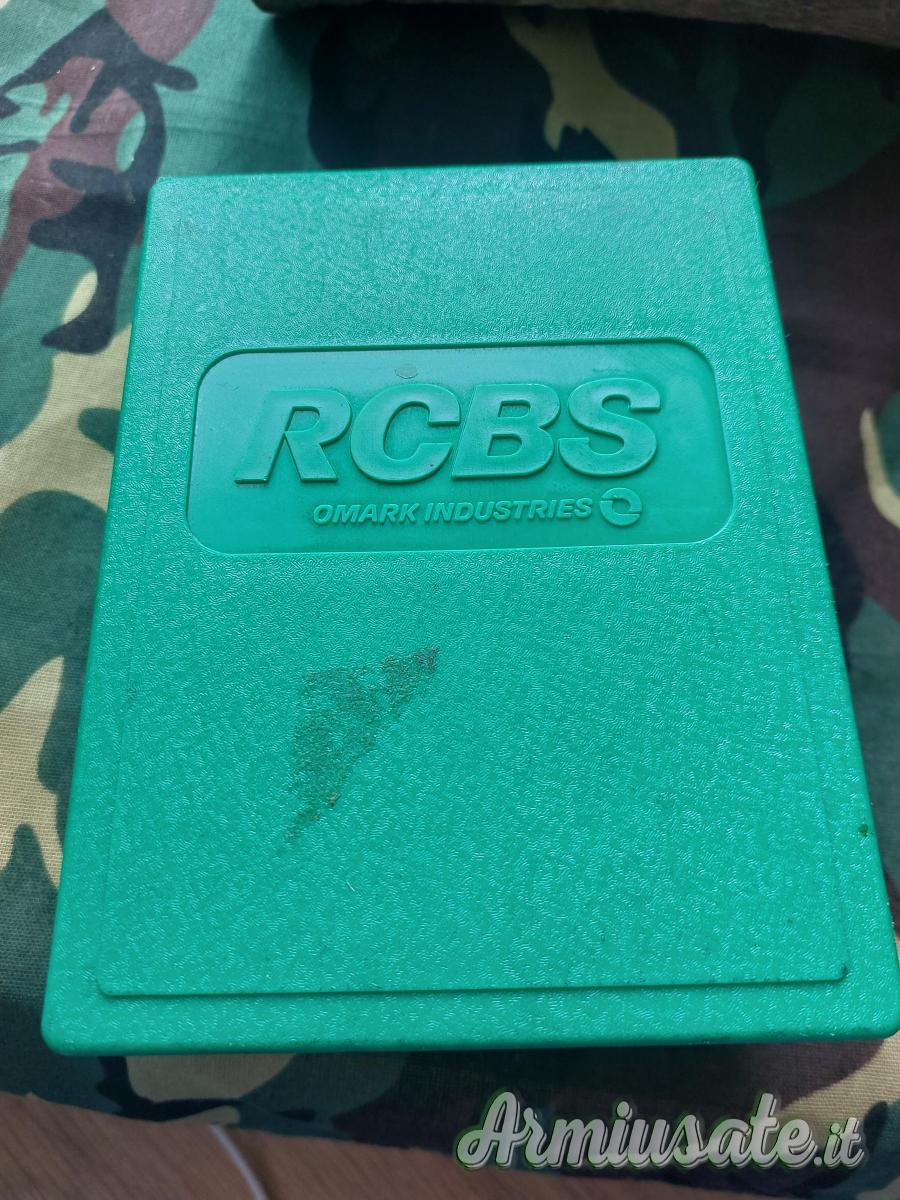 RCBS
OMARK INDUSTRIES
Armiusate.it